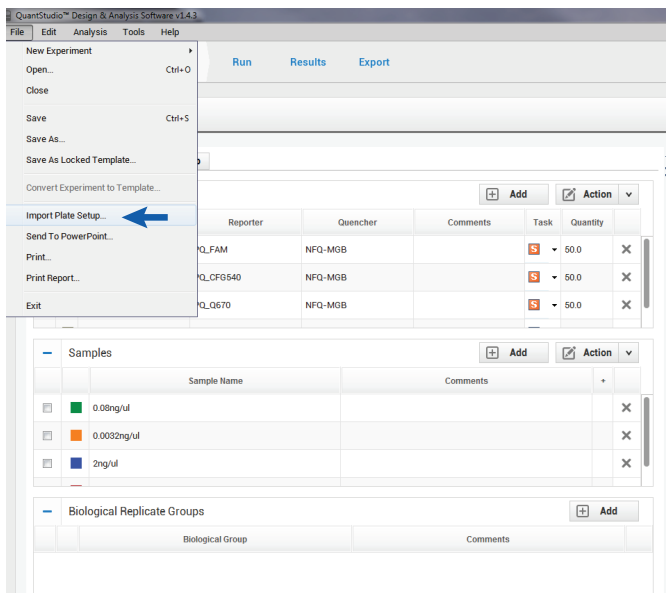 QuantStudio™ Design & Analysis Software v1.4.3
File Edit Analysis Tools Help
New Experiment
Open... Ctrl+O
Close
Save Ctrl+S
Save As...
Save As Locked Template...
Convert Experiment to Template...
Import Plate Setup...
Send To PowerPoint...
Print...
Print Report...
Exit
Run Results Export
+ Add Action
Reporter Quencher Comments Task Quantity
_FAM NFQ-MGB S 50.0
_CFG540 NFQ-MGB S 50.0
_Q670 NFQ-MGB S 50.0
Samples + Add Action
Sample Name Comments +
0.08ng/ul
0.0032ng/ul
2ng/ul
Biological Replicate Groups + Add
Biological Group Comments